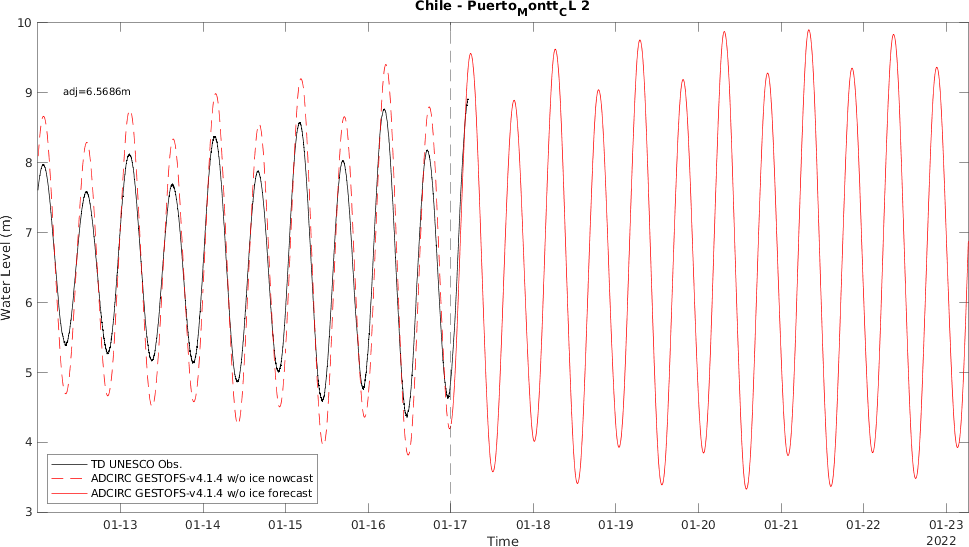 Chile - PuertoMonttCL 2
10
9
8
7
6
5
4
3
Water Level (m)
adj=6.5686m
TD UNESCO Obs.
ADCIRC GESTOFS-v4.1.4 w/o ice nowcast
ADCIRC GESTOFS-v4.1.4 w/o ice forecast
01-13 01-14 01-15 01-16 01-17 01-18 01-19 01-20 01-21 01-22 01-23
Time
2022